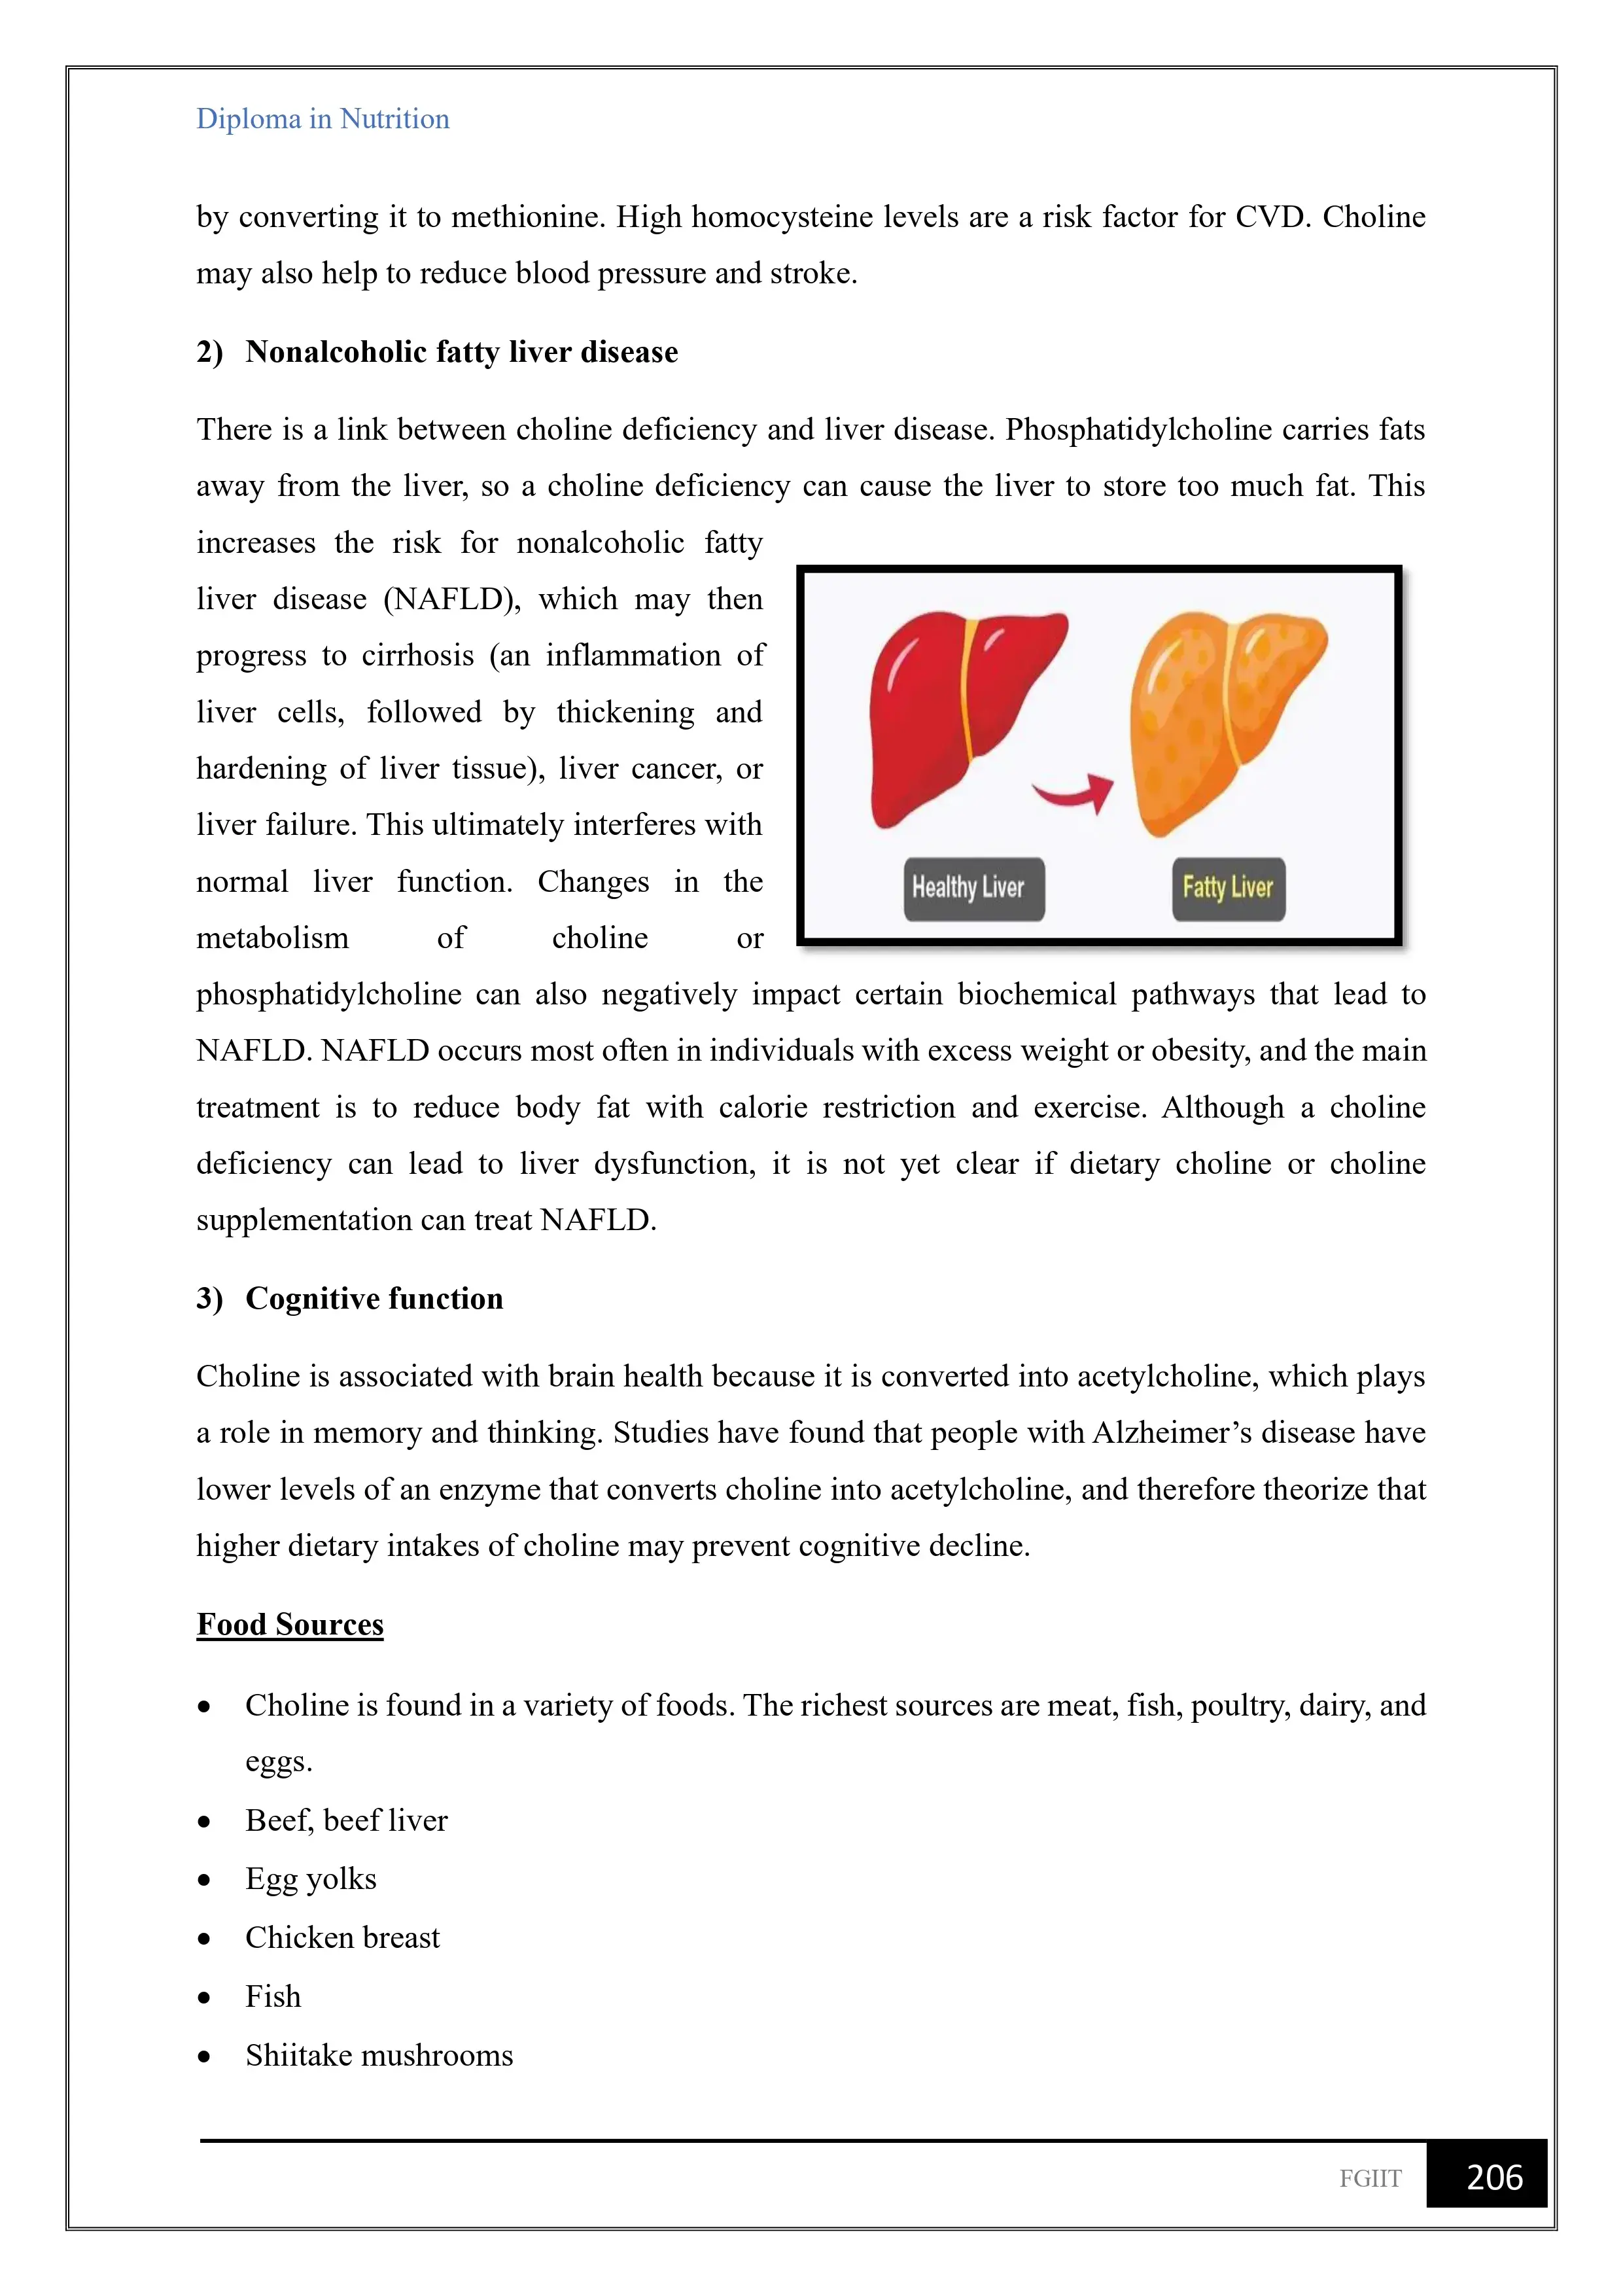 Diploma in Nutrition
by converting it to methionine. High homocysteine levels are a risk factor for CVD. Choline
may also help to reduce blood pressure and stroke.
2) Nonalcoholic fatty liver disease
There is a link between choline deficiency and liver disease. Phosphatidylcholine carries fats
away from the liver, so a choline deficiency can cause the liver to store too much fat. This
increases the risk for nonalcoholic fatty
liver disease (NAFLD), which may then
progress to cirrhosis (an inflammation of
liver cells, followed by thickening and
hardening of liver tissue), liver cancer, or
liver failure. This ultimately interferes with
normal liver function. Changes in the
metabolism of choline or
Healthy Liver
Fatty Liver
phosphatidylcholine can also negatively impact certain biochemical pathways that lead to
NAFLD. NAFLD occurs most often in individuals with excess weight or obesity, and the main
treatment is to reduce body fat with calorie restriction and exercise. Although a choline
deficiency can lead to liver dysfunction, it is not yet clear if dietary choline or choline
supplementation can treat NAFLD.
3) Cognitive function
Choline is associated with brain health because it is converted into acetylcholine, which plays
a role in memory and thinking. Studies have found that people with Alzheimer’s disease have
lower levels of an enzyme that converts choline into acetylcholine, and therefore theorize that
higher dietary intakes of choline may prevent cognitive decline.
Food Sources
• Choline is found in a variety of foods. The richest sources are meat, fish, poultry, dairy, and
eggs.
• Beef, beef liver
• Egg yolks
• Chicken breast
• Fish
• Shiitake mushrooms
FGIIT 206